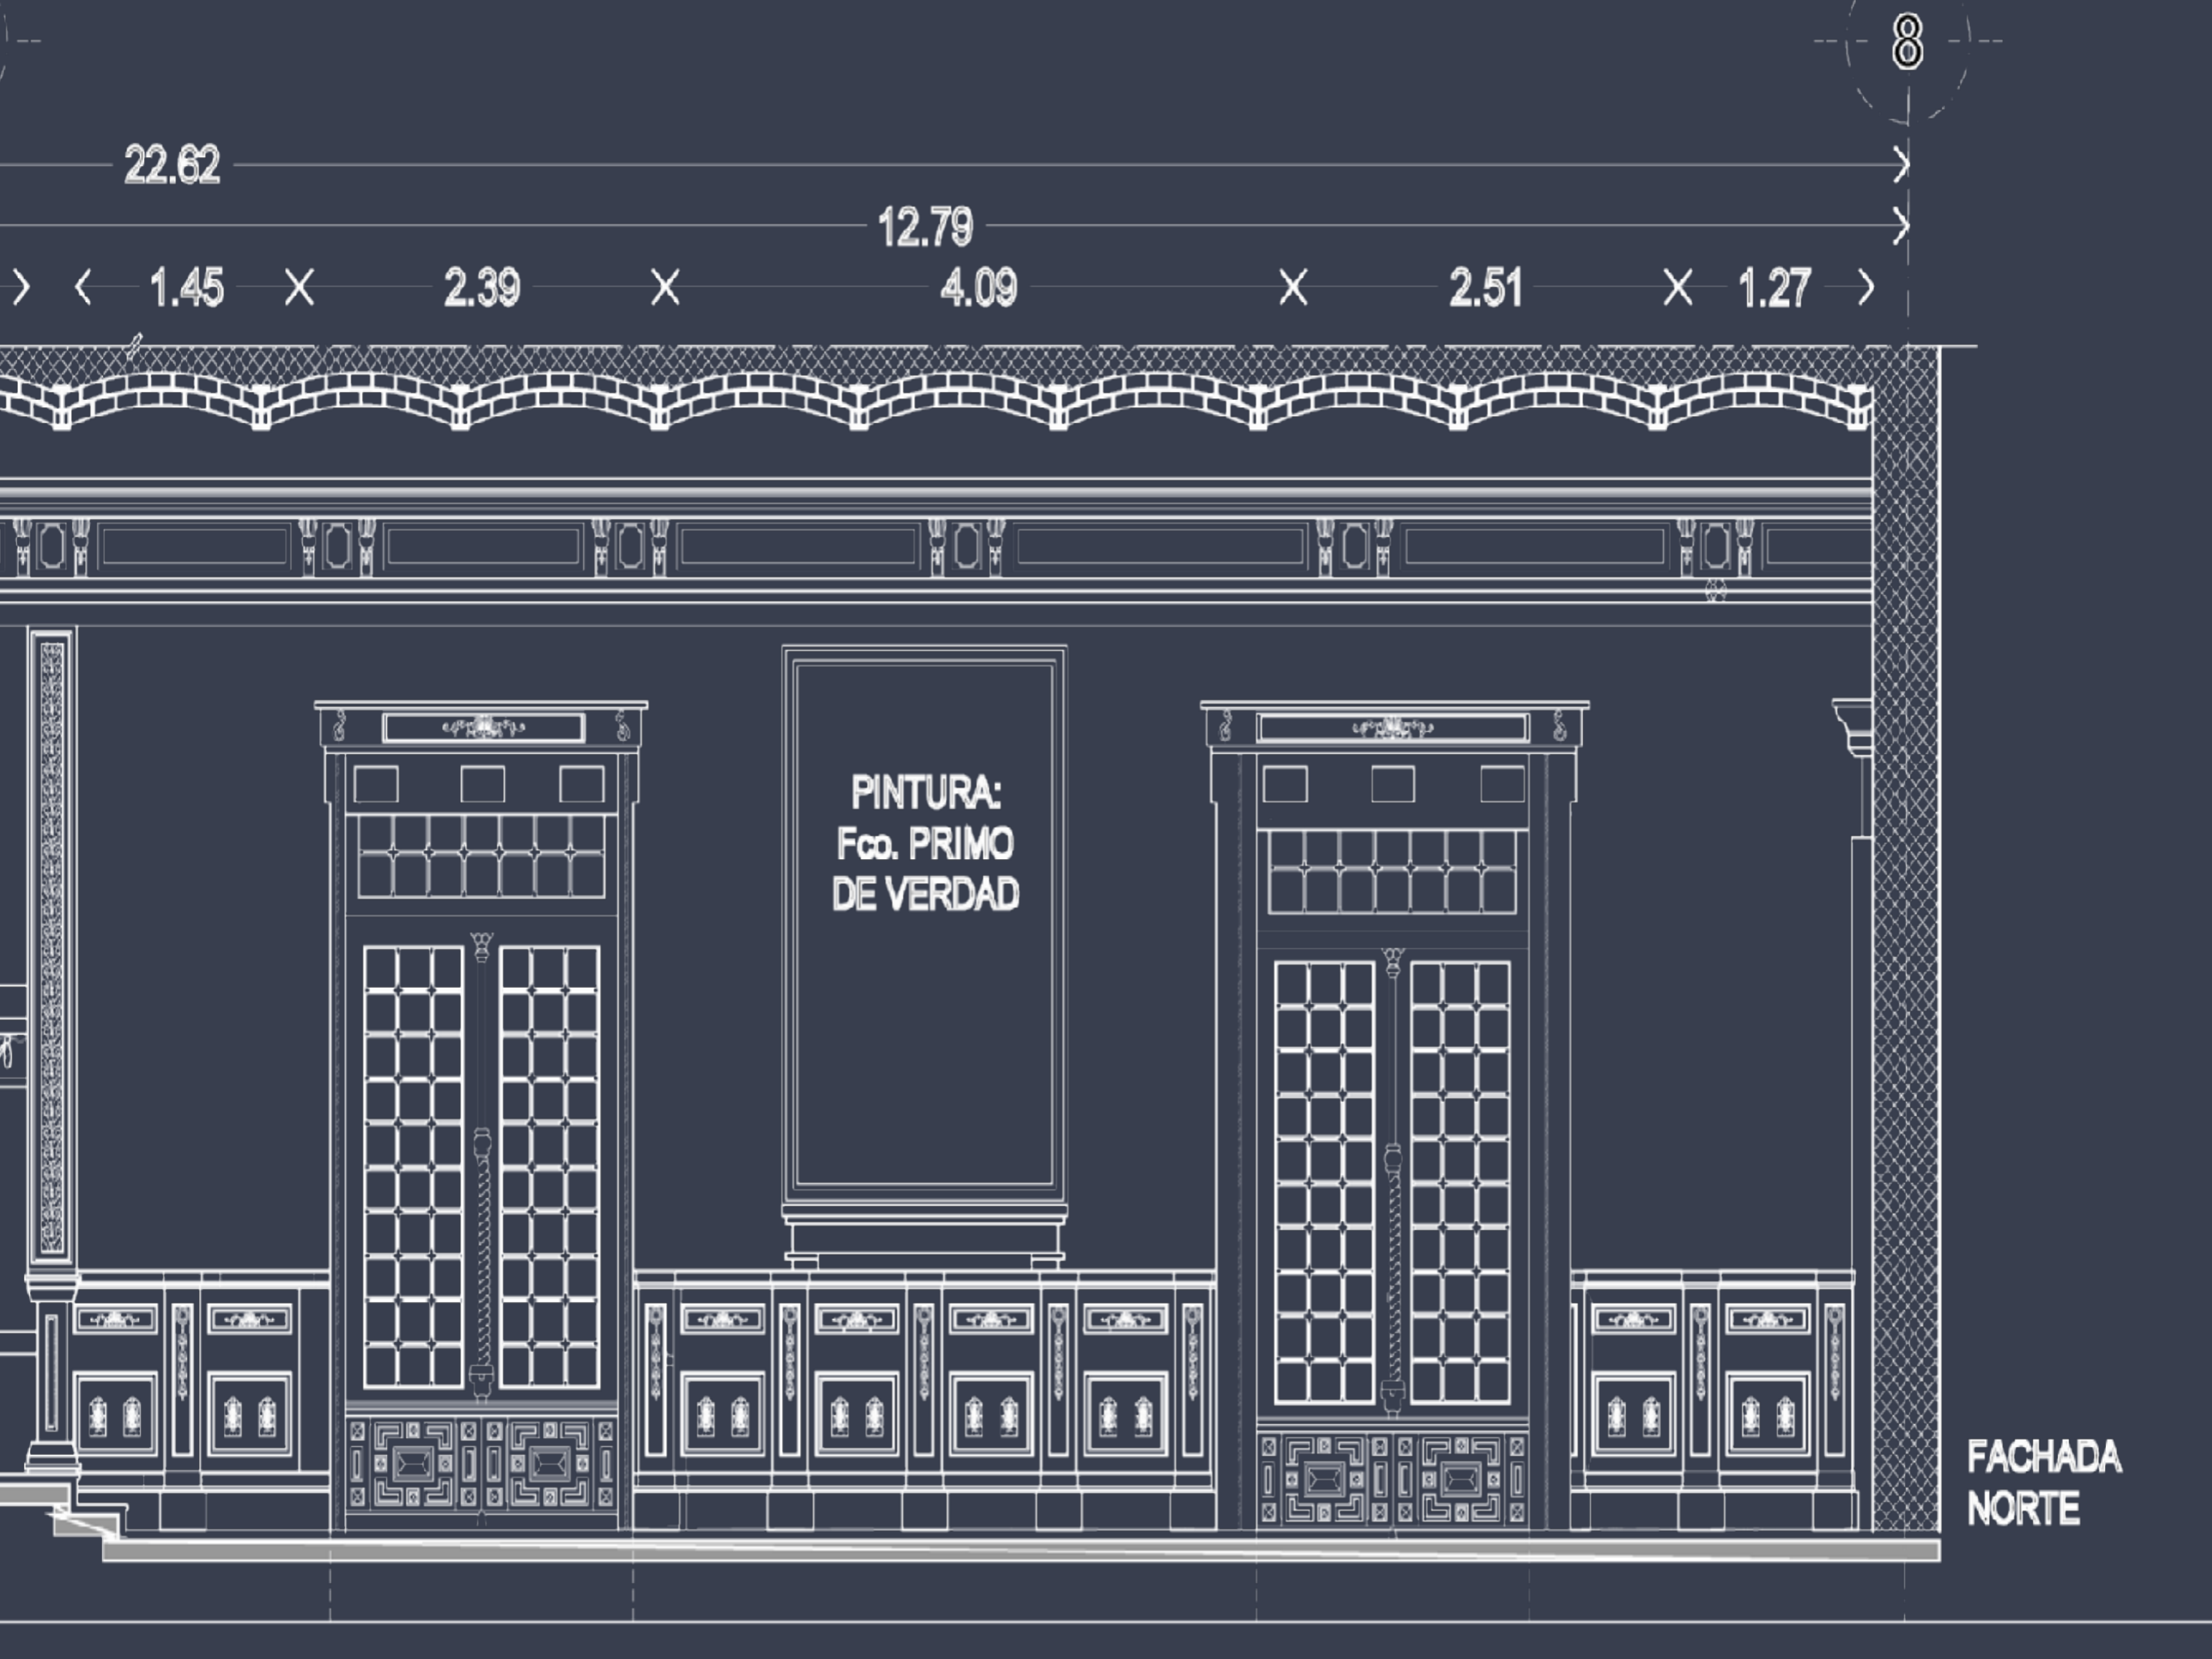 8
22.62
12.79
1.45 2.39 4.09 2.51 1.27
PINTURA:
Fco. PRIMO
DE VERDAD
FACHADA
NORTE